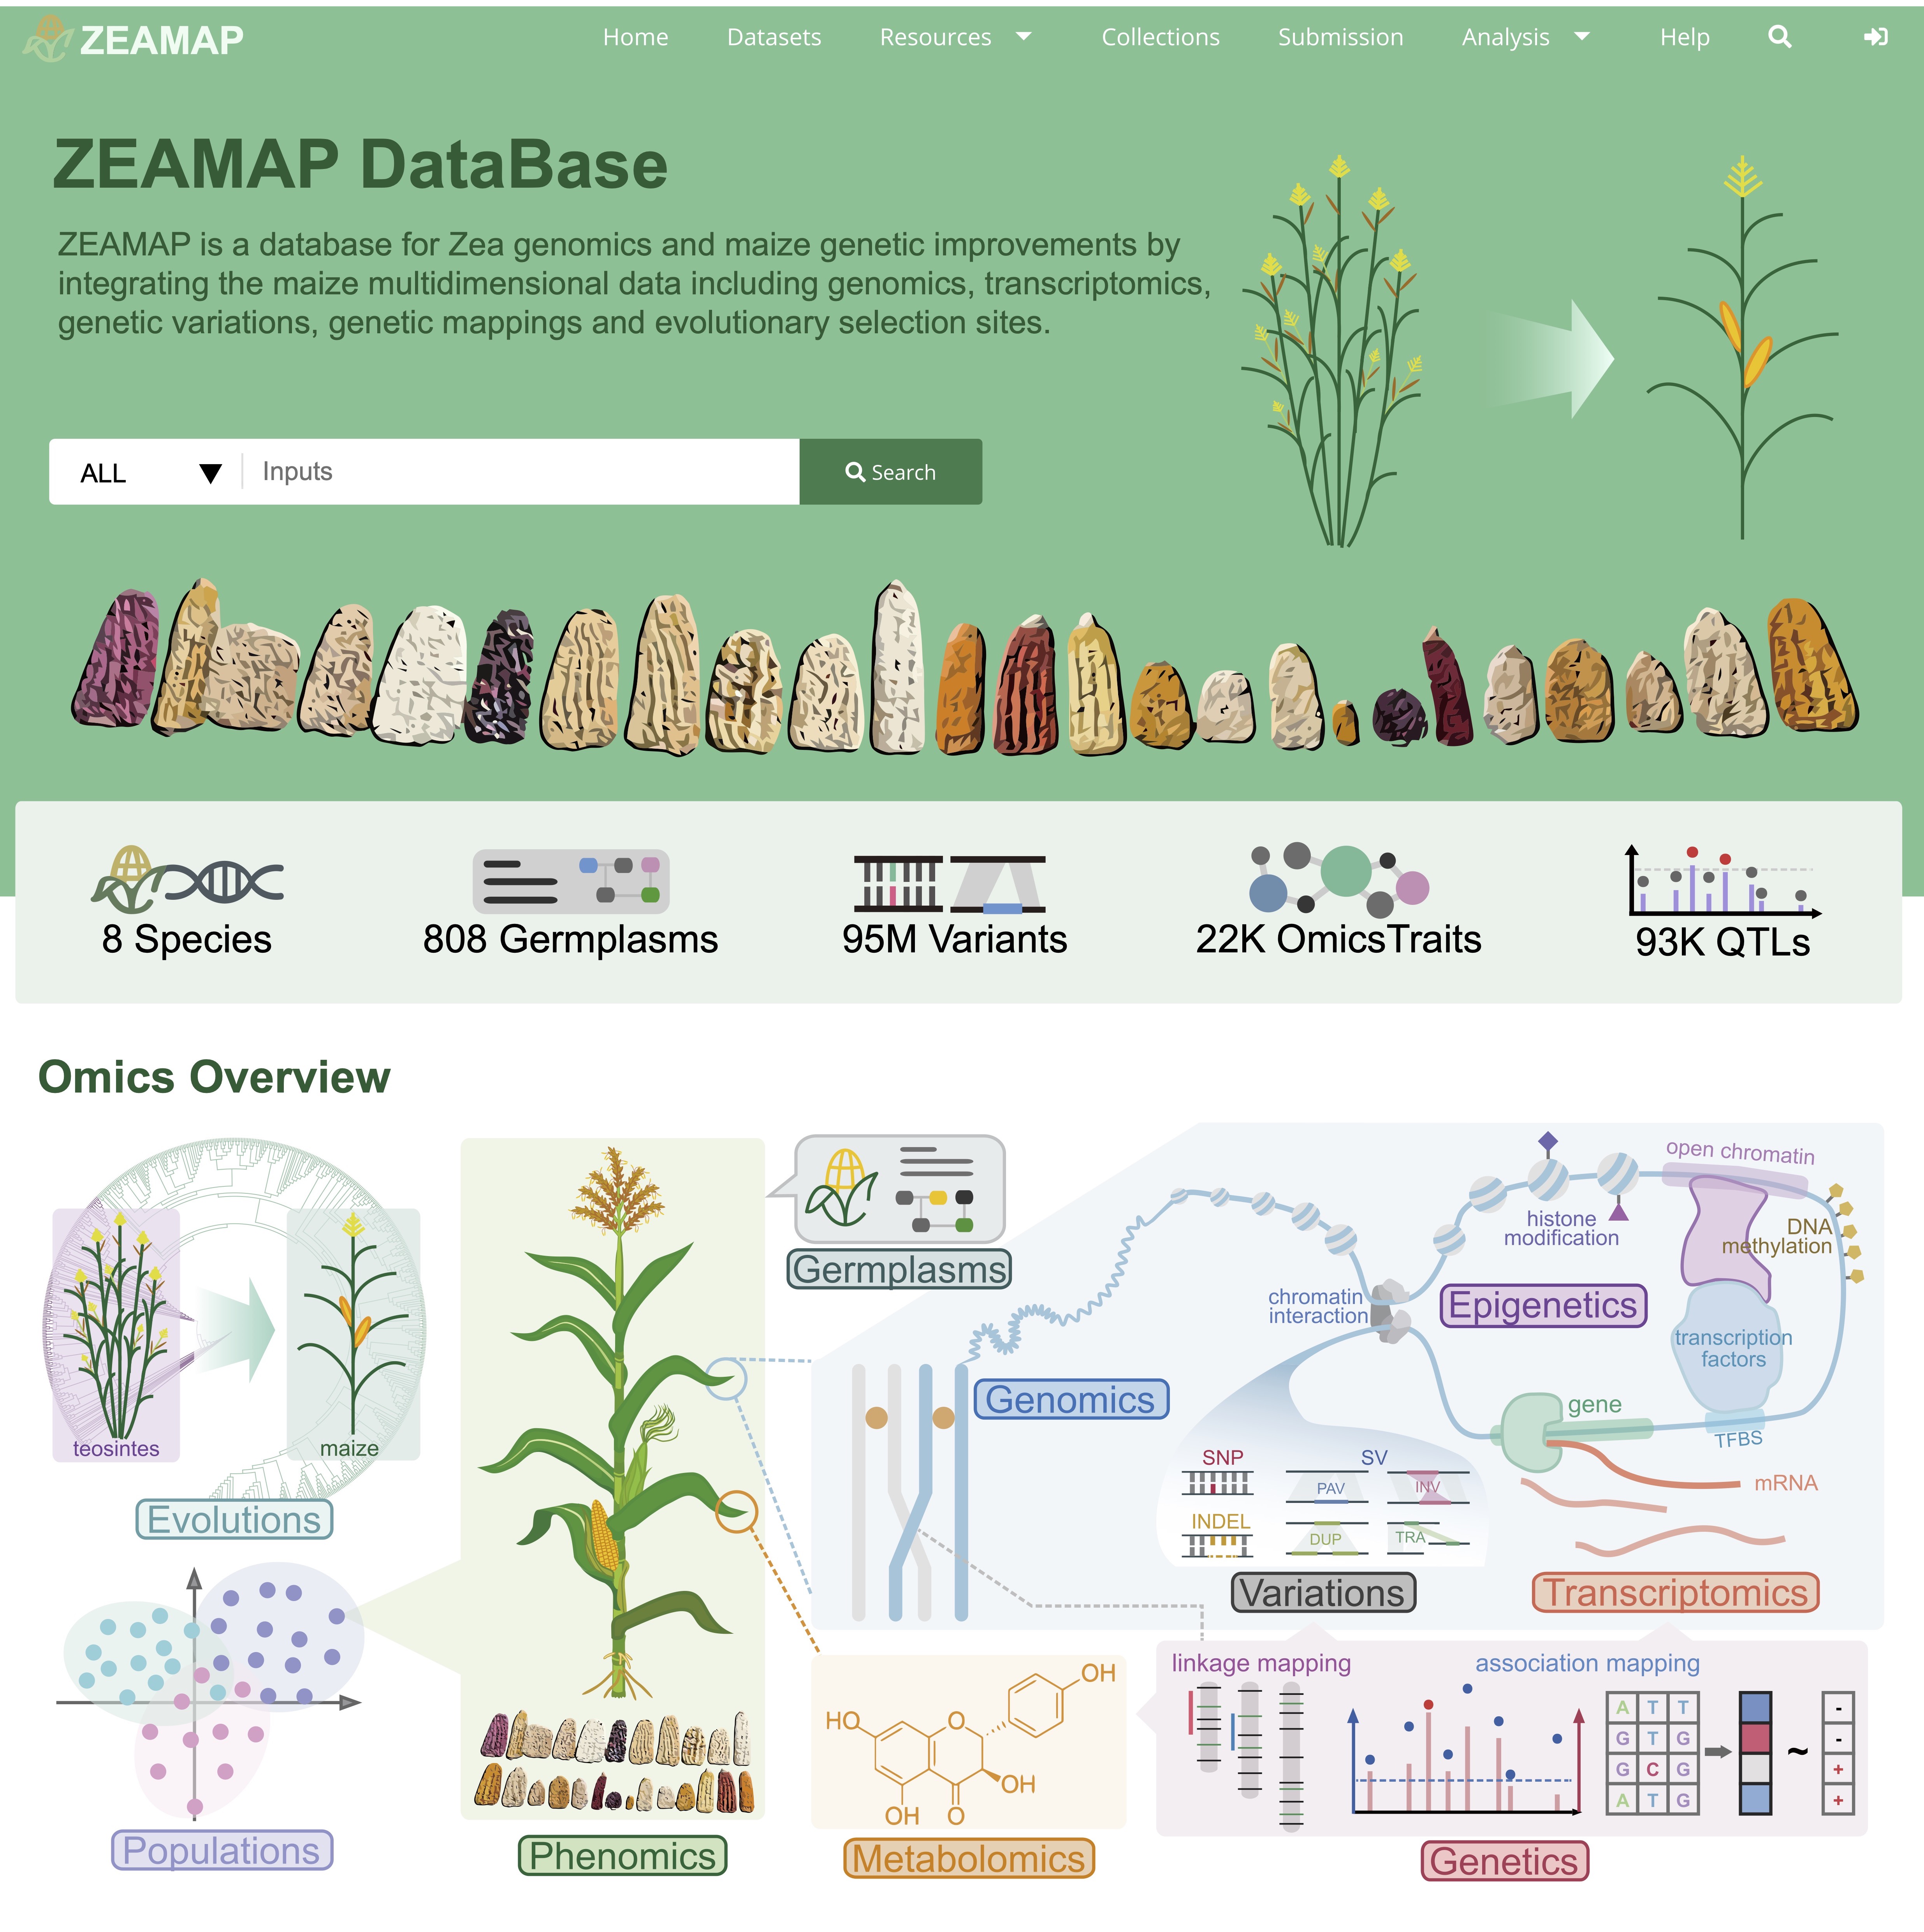 ZEAMAP
Home Datasets Resources Collections Submission Analysis Help
ZEAMAP DataBase
ZEAMAP is a database for Zea genomics and maize genetic improvements by
integrating the maize multidimensional data including genomics, transcriptomics,
genetic variations, genetic mappings and evolutionary selection sites.
ALL Inputs Search
8 Species 808 Germplasms 95M Variants 22K OmicsTraits 93K QTLs
Omics Overview
teosintes maize
Evolutions
Populations
Phenomics
Germplasms
Genomics
chromatin
interaction
histone
modification
open chromatin
DNA
methylation
Epigenetics
transcription
factors
gene
TFBS
mRNA
SNP SV
PAV INV
INDEL
DUP TRA
Variations
Transcriptomics
OH
HO O
OH
OH O
Metabolomics
linkage mapping association mapping
A T T -
G T G ~ -
G C G +
A T G +
Genetics